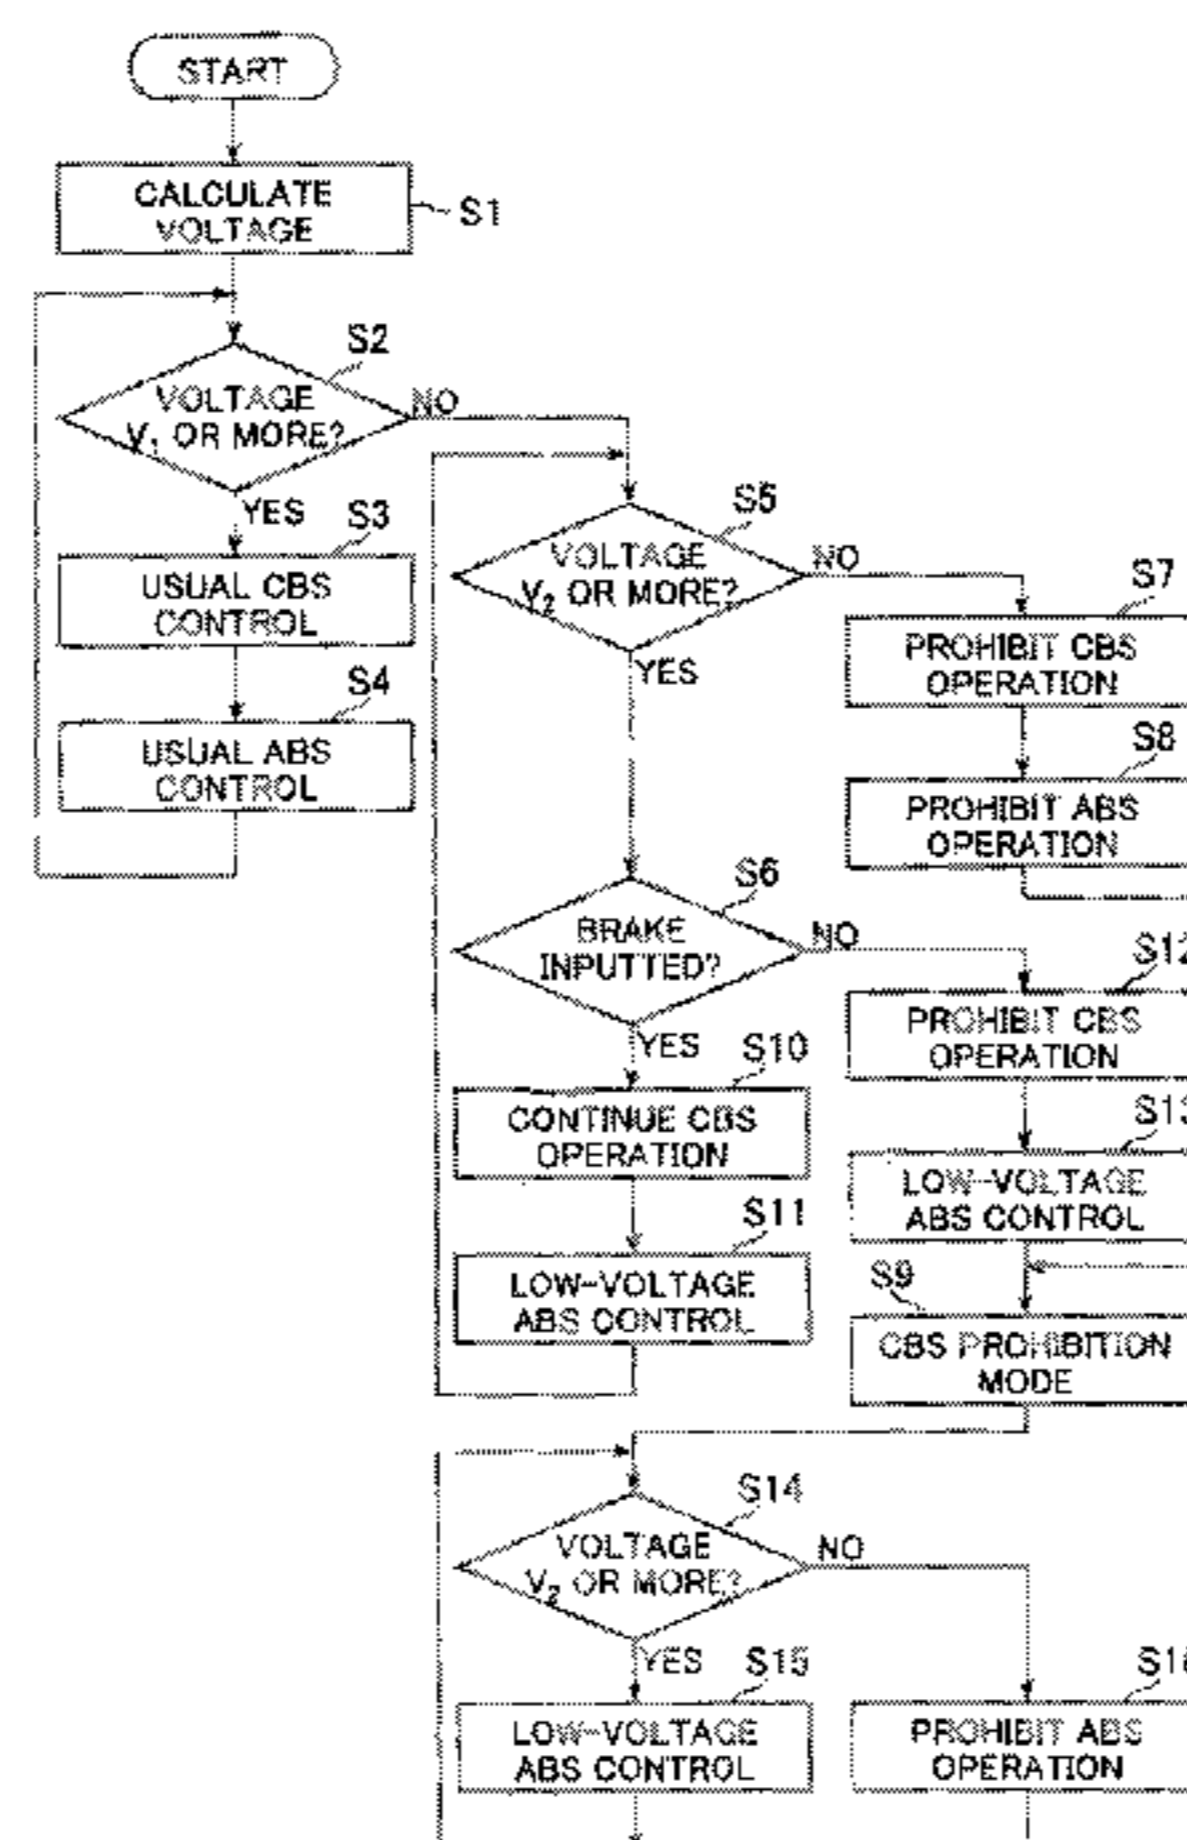 START
CALCULATE
VOLTAGE
S1
S2
VOLTAGE
V1 OR MORE?
NO
YES
S3
USUAL CBS
CONTROL
S4
USUAL ABS
CONTROL
S5
VOLTAGE
V2 OR MORE?
NO
YES
S7
PROHIBIT CBS
OPERATION
S8
PROHIBIT ABS
OPERATION
S6
BRAKE
INPUTTED?
NO
YES
S12
PROHIBIT CBS
OPERATION
S10
CONTINUE CBS
OPERATION
S13
LOW-VOLTAGE
ABS CONTROL
S11
LOW-VOLTAGE
ABS CONTROL
S9
CBS PROHIBITION
MODE
S14
VOLTAGE
V2 OR MORE?
NO
YES
S15
LOW-VOLTAGE
ABS CONTROL
S16
PROHIBIT ABS
OPERATION